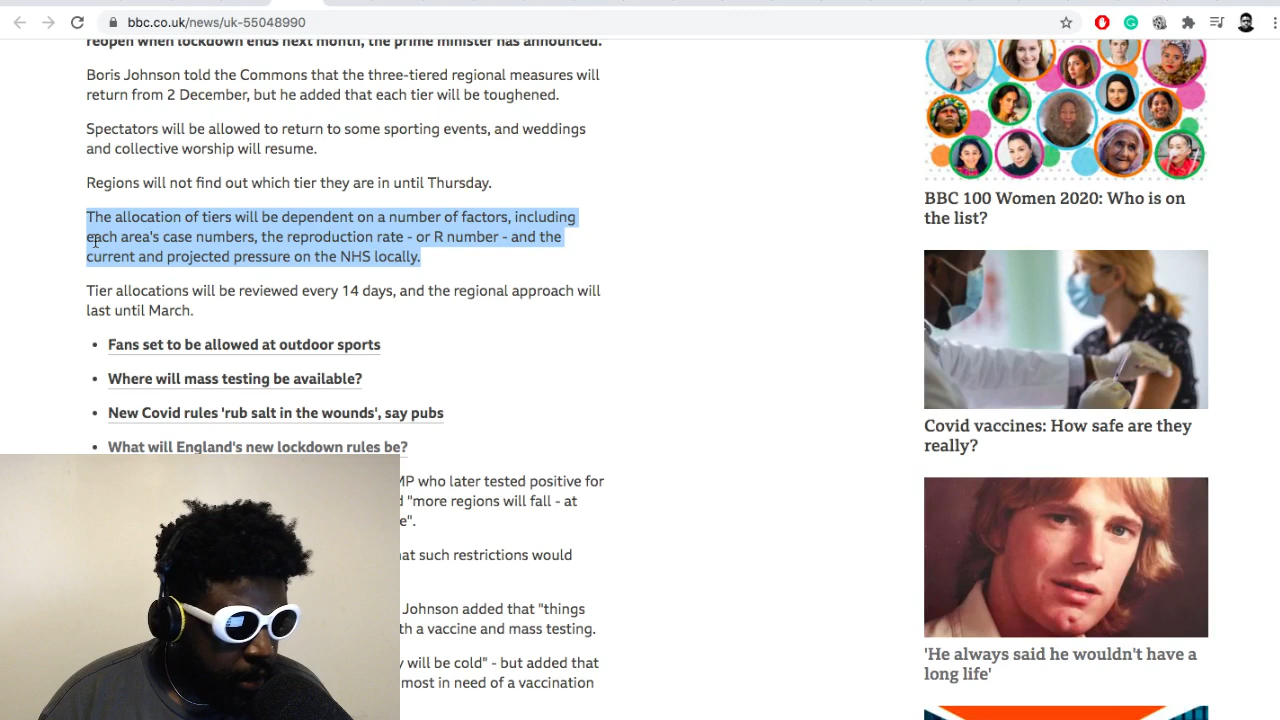 bbc.co.uk/news/uk-55048990
reopen when lockdown ends next month, the prime minister has announced.
Boris Johnson told the Commons that the three-tiered regional measures will
return from 2 December, but he added that each tier will be toughened.
Spectators will be allowed to return to some sporting events, and weddings
and collective worship will resume.
Regions will not find out which tier they are in until Thursday.
The allocation of tiers will be dependent on a number of factors, including
each area's case numbers, the reproduction rate - or R number - and the
current and projected pressure on the NHS locally.
Tier allocations will be reviewed every 14 days, and the regional approach will
last until March.
• Fans set to be allowed at outdoor sports
• Where will mass testing be available?
• New Covid rules 'rub salt in the wounds', say pubs
• What will England's new lockdown rules be?
MP who later tested positive for
"more regions will fall - at
e".
at such restrictions would
Johnson added that "things
th a vaccine and mass testing.
will be cold" - but added that
most in need of a vaccination
BBC 100 Women 2020: Who is on
the list?
Covid vaccines: How safe are they
really?
'He always said he wouldn't have a
long life'